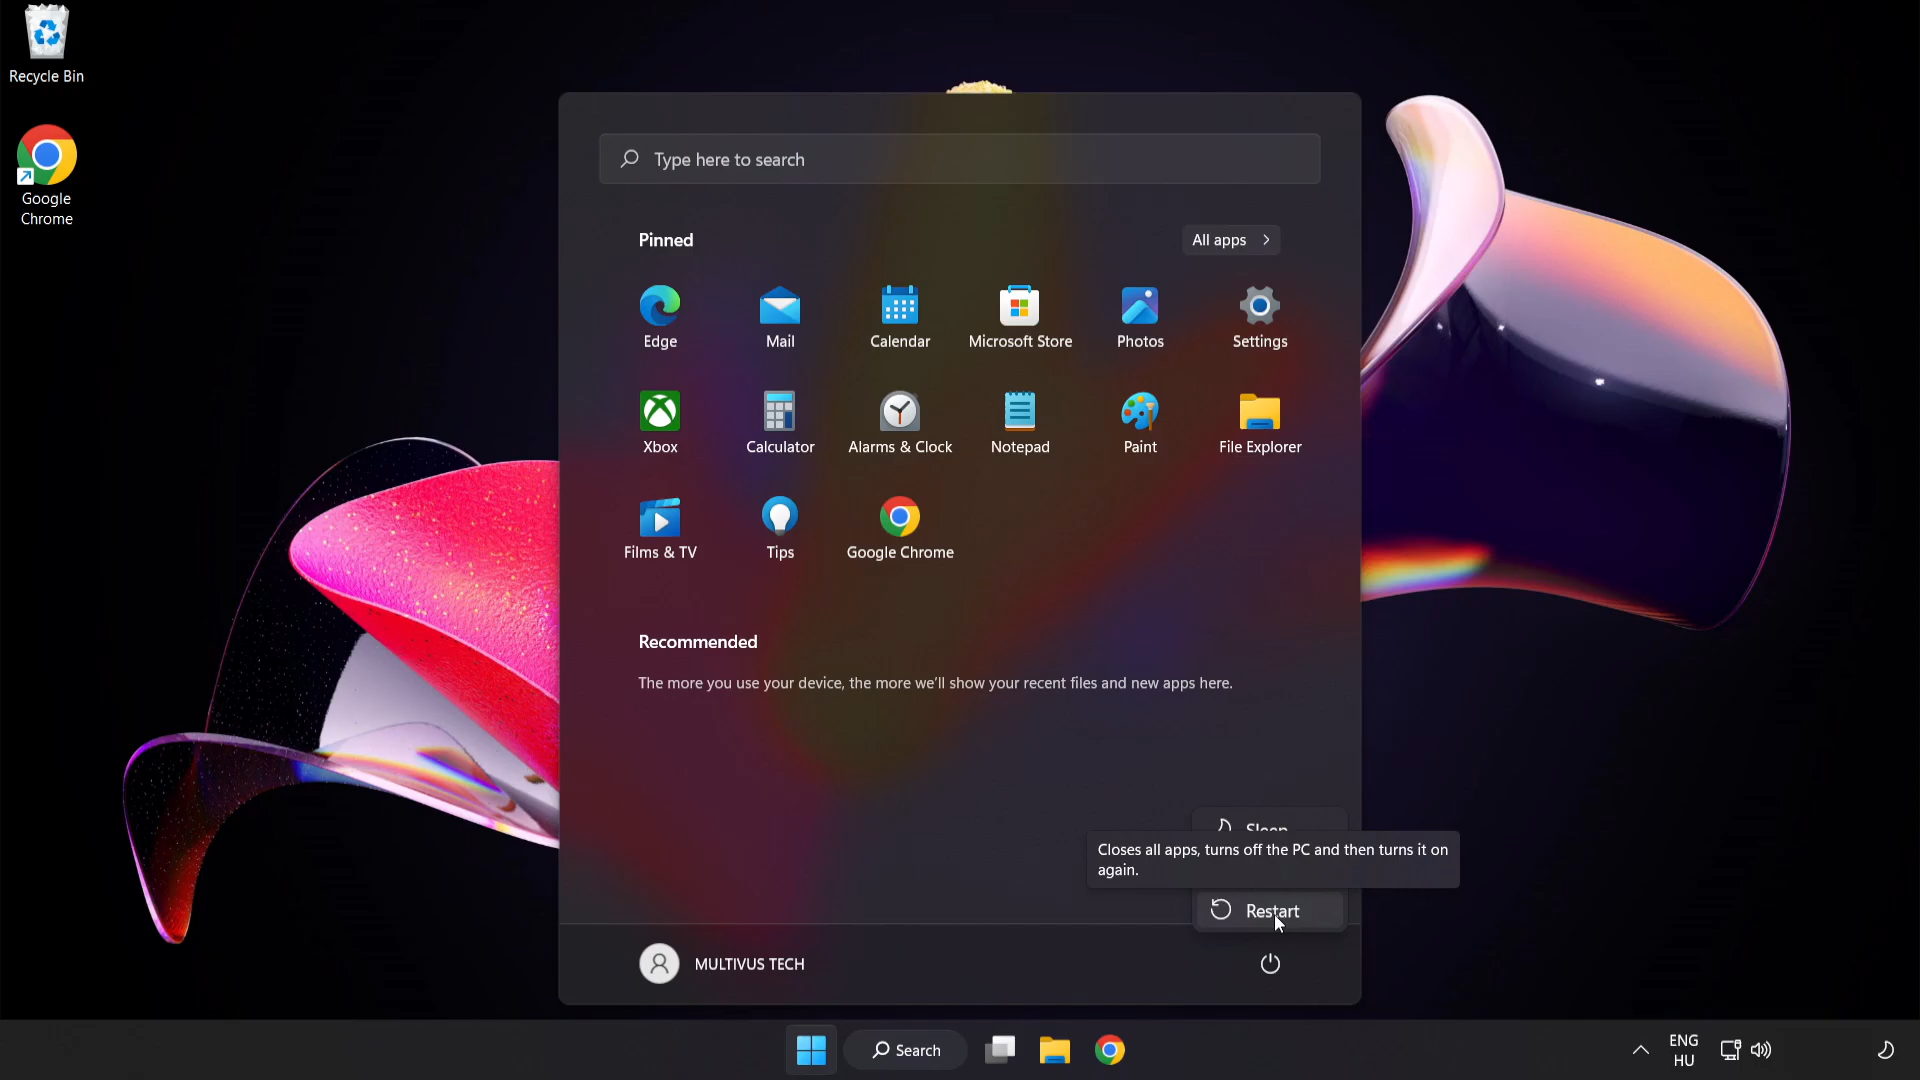 Recycle Bin
Google
Chrome
Type here to search
Pinned
All apps
Edge
Mail
Calendar
Microsoft Store
Photos
Settings
Xbox
Calculator
Alarms & Clock
Notepad
Paint
File Explorer
Films & TV
Tips
Google Chrome
Recommended
The more you use your device, the more we'll show your recent files and new apps here.
Sleep
Closes all apps, turns off the PC and then turns it on
again.
Restart
MULTIVUS TECH
Search
ENG
HU